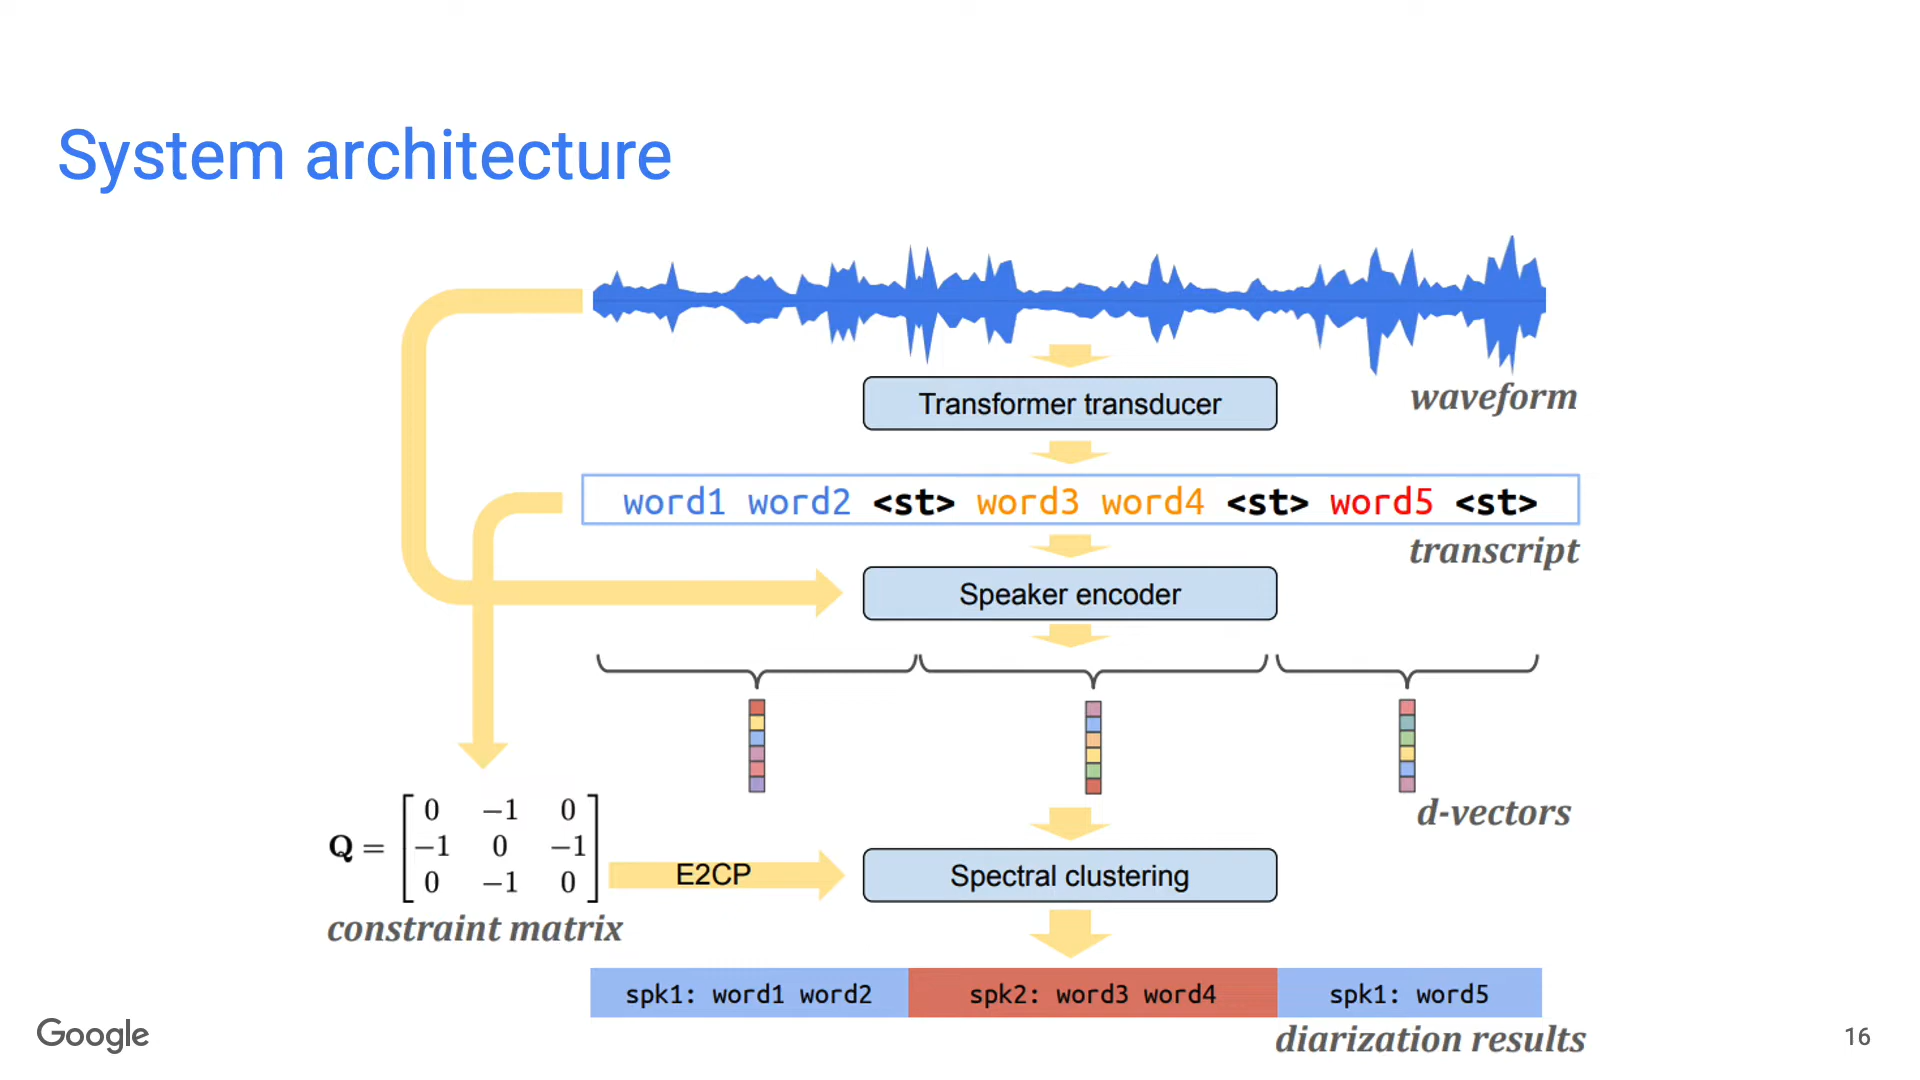 System architecture
waveform
Transformer transducer
word1 word2 <st> word3 word4 <st> word5 <st>
transcript
Speaker encoder
d-vectors
Q = [ 0 −1 0
−1 0 −1
0 −1 0 ]
constraint matrix
E2CP
Spectral clustering
spk1: word1 word2 spk2: word3 word4 spk1: word5
diarization results
Google
16